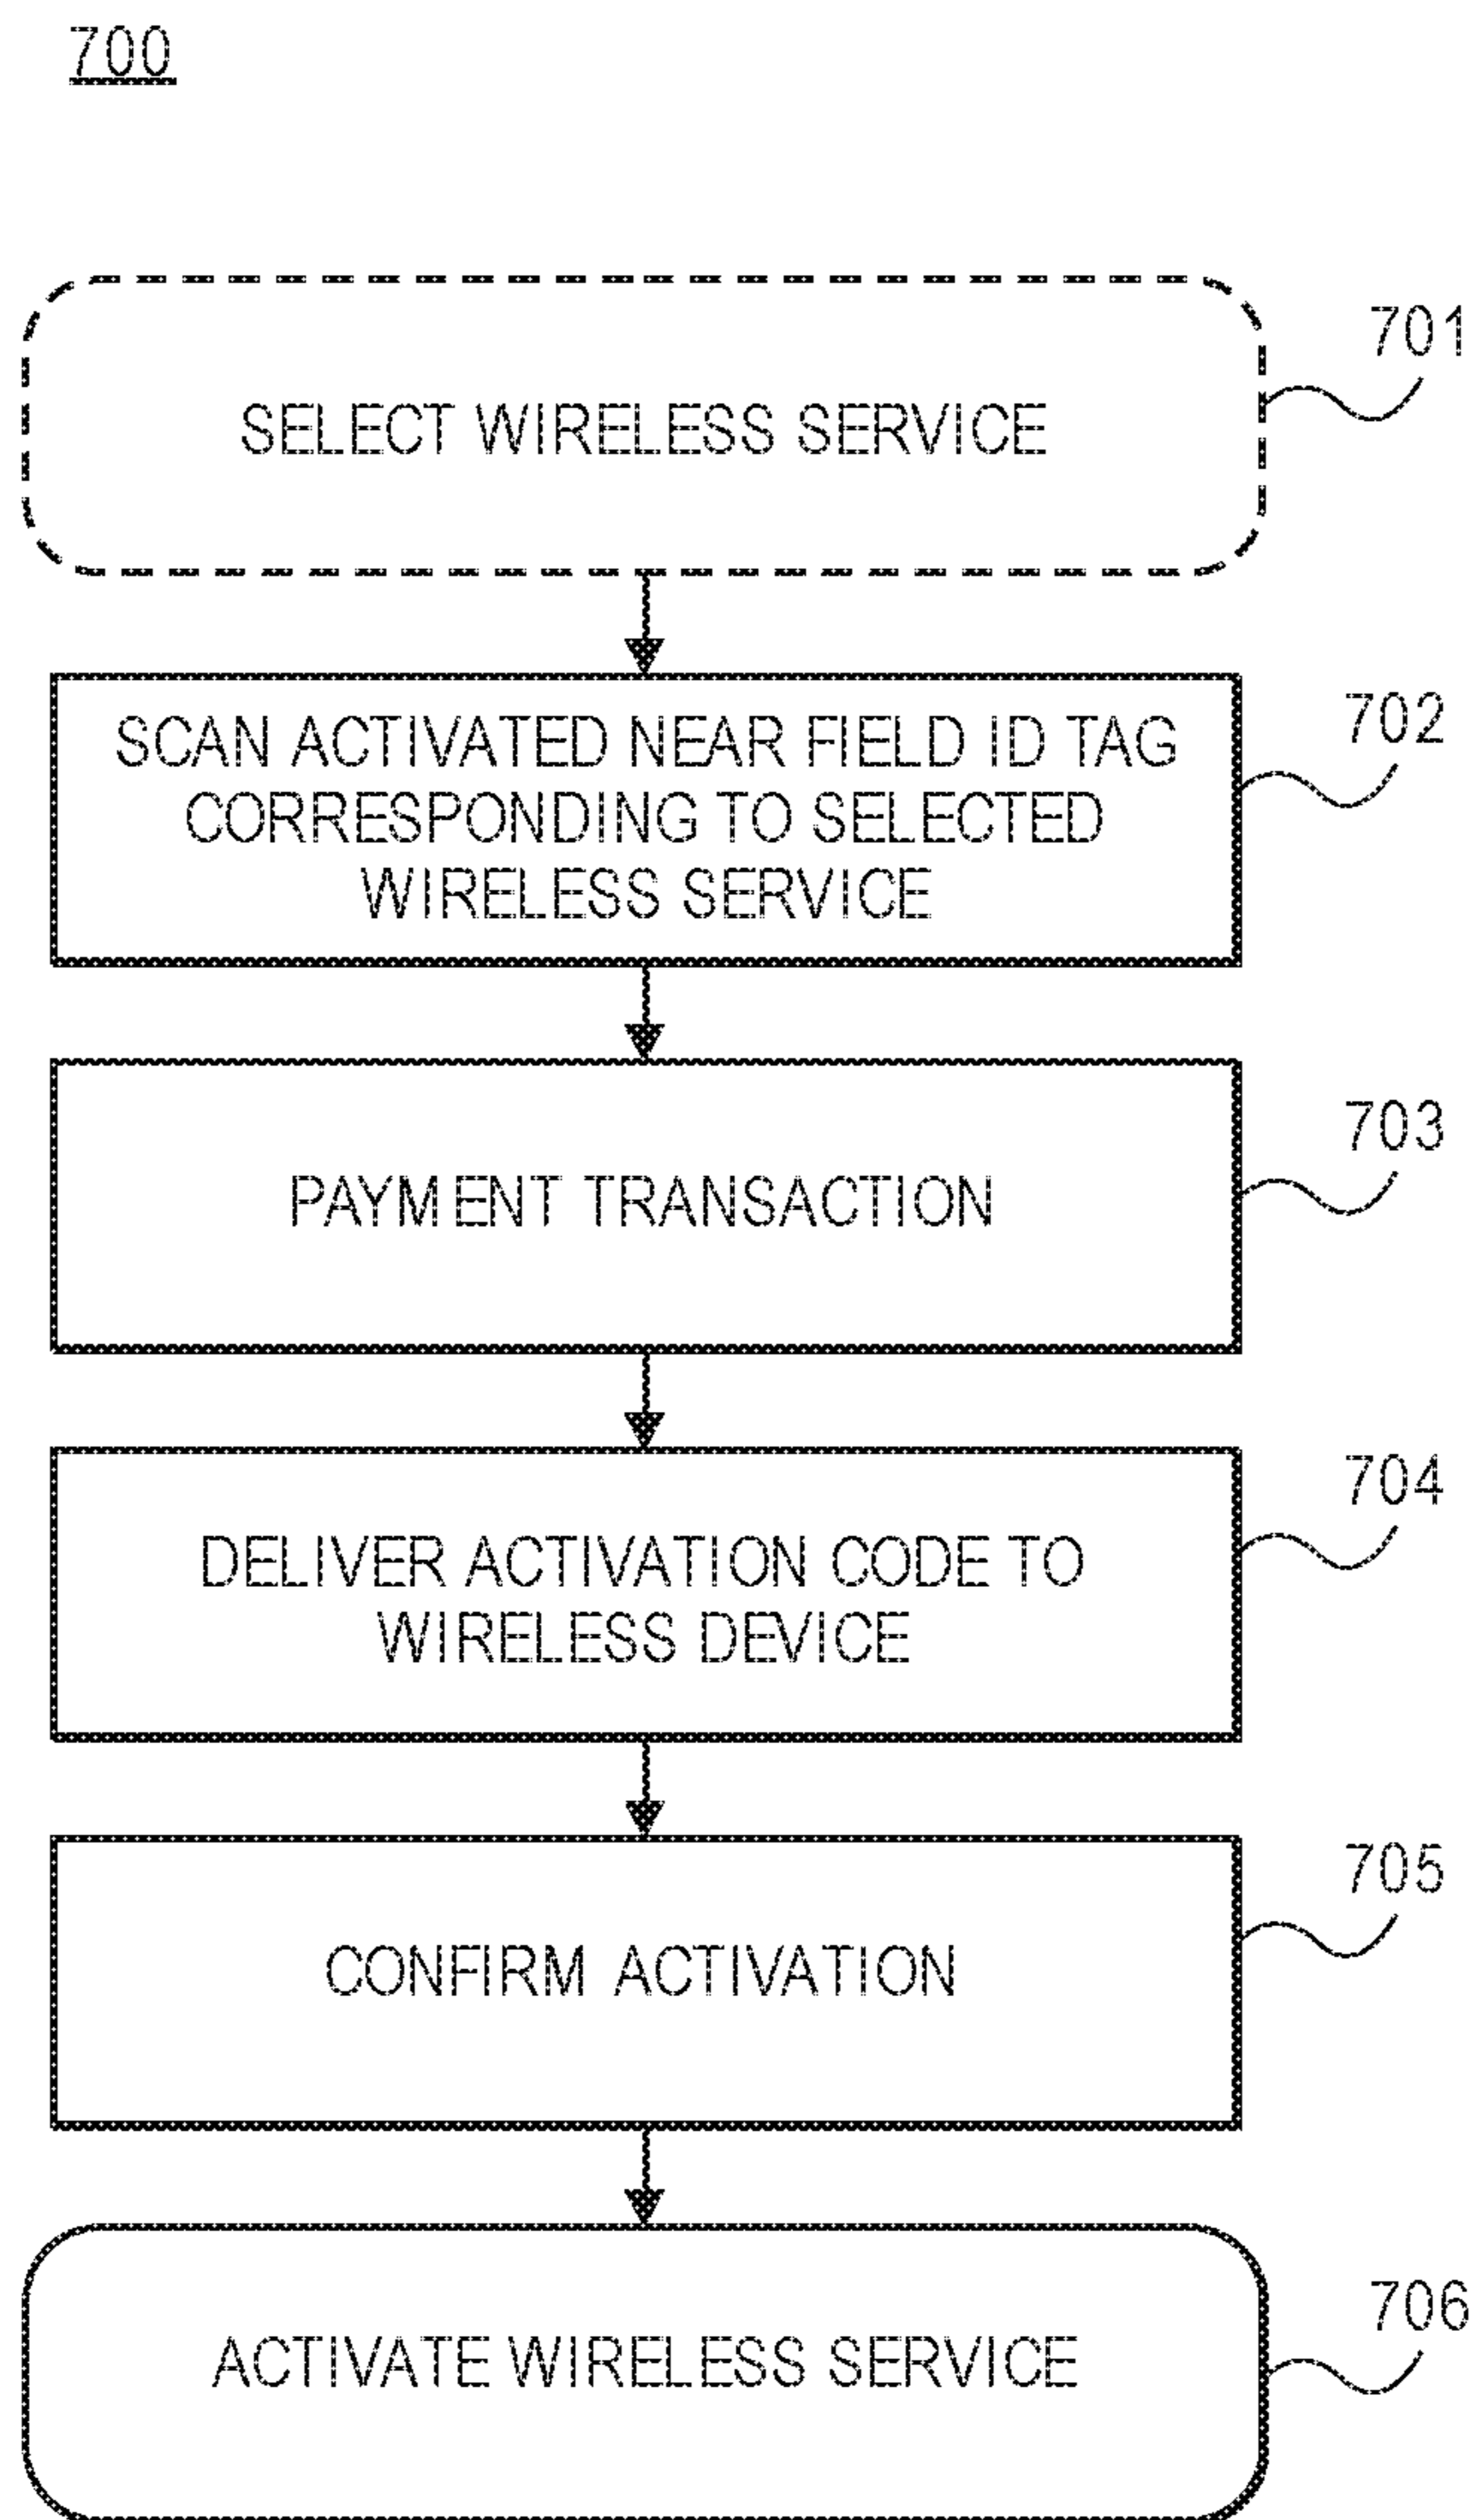 700
701
SELECT WIRELESS SERVICE
702
SCAN ACTIVATED NEAR FIELD ID TAG
CORRESPONDING TO SELECTED
WIRELESS SERVICE
703
PAYMENT TRANSACTION
704
DELIVER ACTIVATION CODE TO
WIRELESS DEVICE
705
CONFIRM ACTIVATION
706
ACTIVATE WIRELESS SERVICE